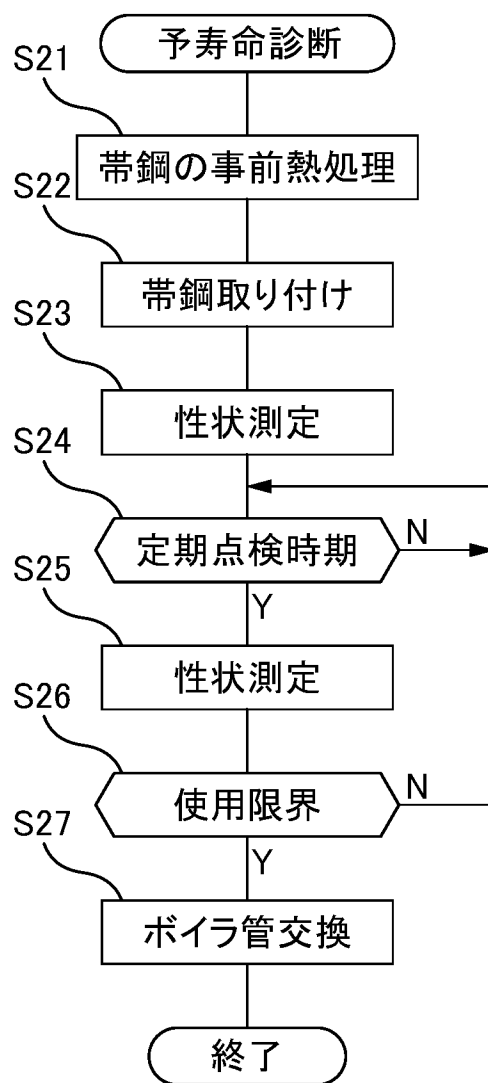 予寿命診断
S21
帯鋼の事前熱処理
S22
帯鋼取り付け
S23
性状測定
S24
定期点検時期
N
Y
S25
性状測定
S26
使用限界
N
Y
S27
ボイラ管交換
終了